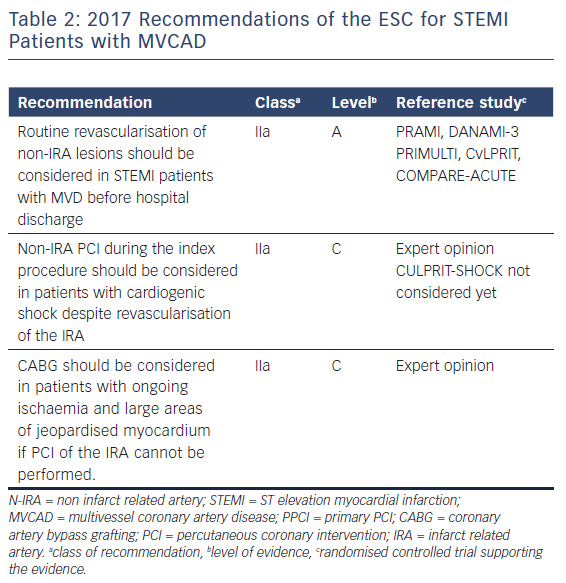 Table 2: 2017 Recommendations of the ESC for STEMI
Patients with MVCAD
Recommendation Classᵃ Levelᵇ Reference studyᶜ
Routine revascularisation of IIa A PRAMI, DANAMI-3
non-IRA lesions should be PRIMULTI, CvLPRIT,
considered in STEMI patients COMPARE-ACUTE
with MVD before hospital
discharge
Non-IRA PCI during the index IIa C Expert opinion
procedure should be considered CULPRIT-SHOCK not
in patients with cardiogenic considered yet
shock despite revascularisation
of the IRA
CABG should be considered IIa C Expert opinion
in patients with ongoing
ischaemia and large areas
of jeopardised myocardium
if PCI of the IRA cannot be
performed.
N-IRA = non infarct related artery; STEMI = ST elevation myocardial infarction;
MVCAD = multivessel coronary artery disease; PPCI = primary PCI; CABG = coronary
artery bypass grafting; PCI = percutaneous coronary intervention; IRA = infarct related
artery. ᵃclass of recommendation, ᵇlevel of evidence, ᶜrandomised controlled trial supporting
the evidence.